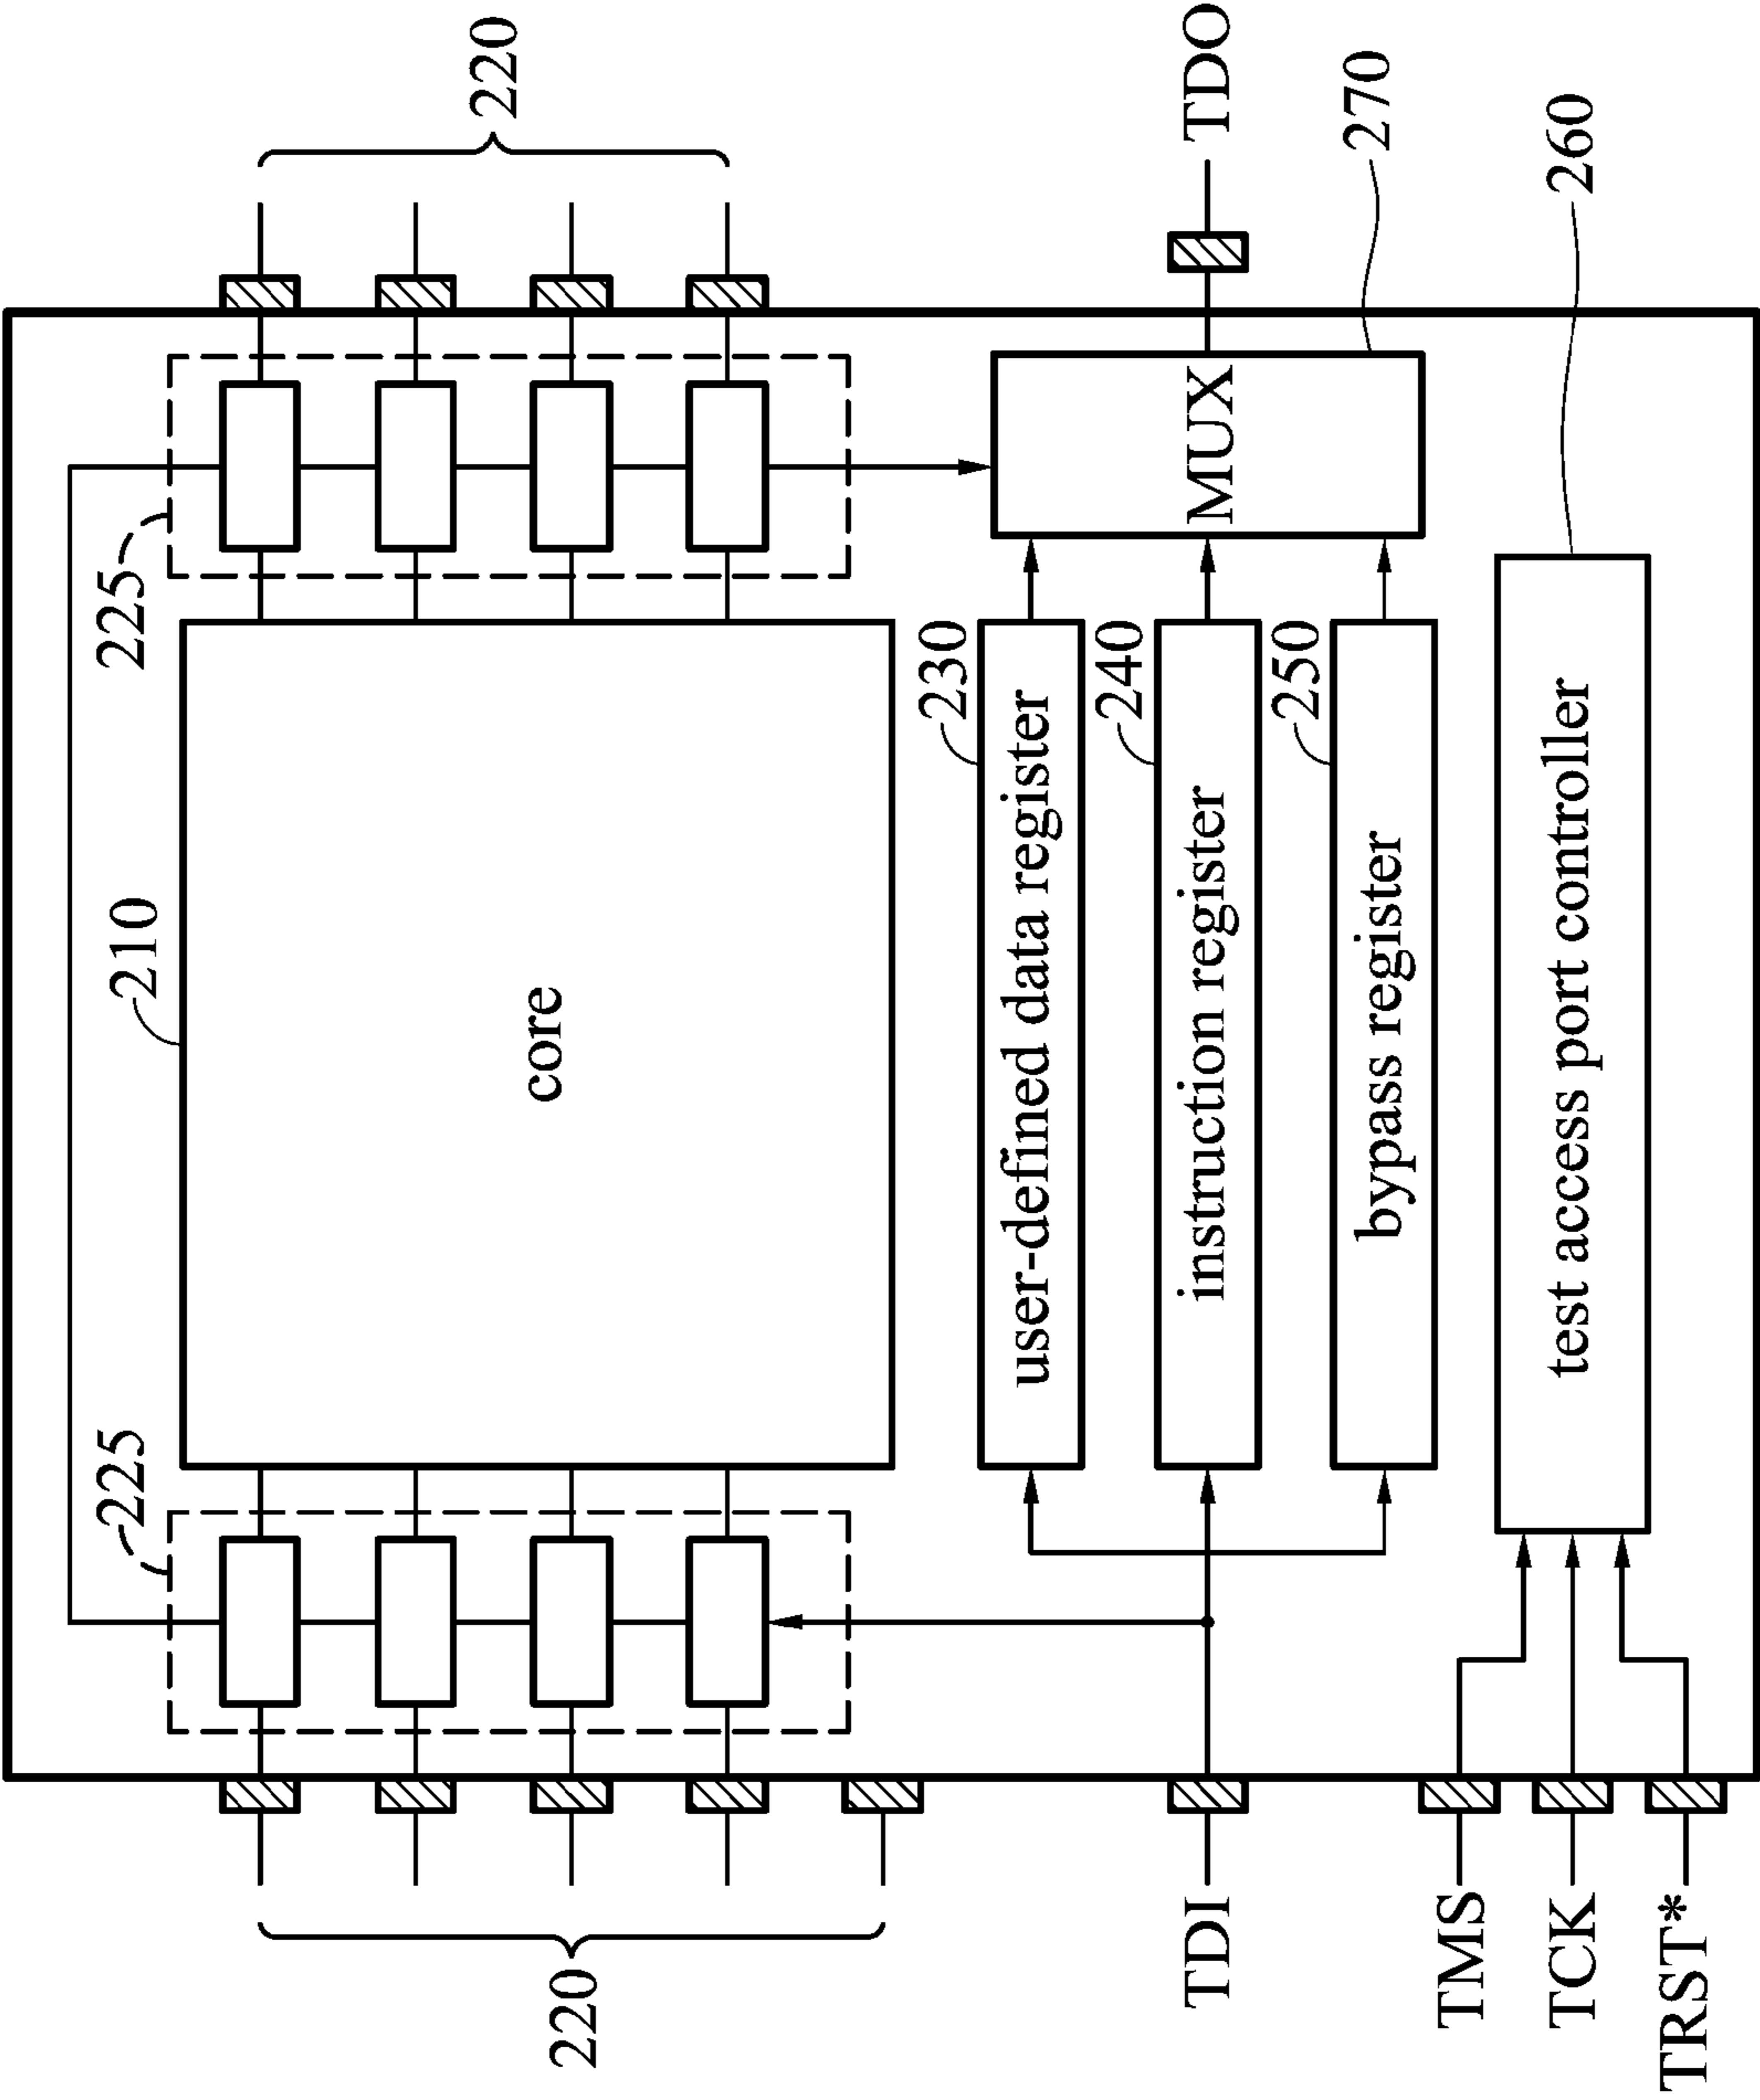 225
225
210
220
220
core
230
user-defined data register
240
TDI
instruction register
MUX
TDO
250
bypass register
270
TMS
TCK
test access port controller
260
TRST*